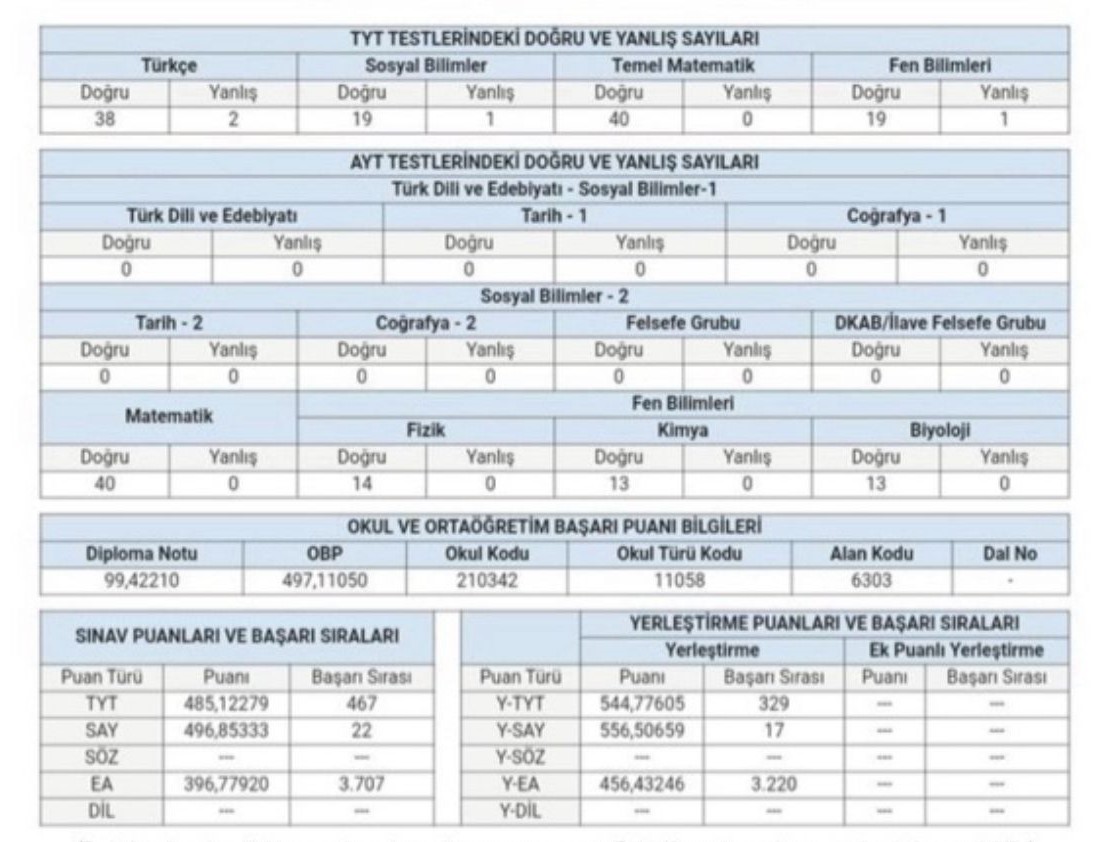 TYT TESTLERİNDEKİ DOĞRU VE YANLIŞ SAYILARI
Türkçe Sosyal Bilimler Temel Matematik Fen Bilimleri
Doğru Yanlış Doğru Yanlış Doğru Yanlış Doğru Yanlış
38 2 19 1 40 0 19 1
AYT TESTLERİNDEKİ DOĞRU VE YANLIŞ SAYILARI
Türk Dili ve Edebiyatı - Sosyal Bilimler-1
Türk Dili ve Edebiyatı Tarih - 1 Coğrafya - 1
Doğru Yanlış Doğru Yanlış Doğru Yanlış
0 0 0 0 0 0
Sosyal Bilimler - 2
Tarih - 2 Coğrafya - 2 Felsefe Grubu DKAB/İlave Felsefe Grubu
Doğru Yanlış Doğru Yanlış Doğru Yanlış Doğru Yanlış
0 0 0 0 0 0 0 0
Matematik Fen Bilimleri
Fizik Kimya Biyoloji
Doğru Yanlış Doğru Yanlış Doğru Yanlış Doğru Yanlış
40 0 14 0 13 0 13 0
OKUL VE ORTAÖĞRETİM BAŞARI PUANI BİLGİLERİ
Diploma Notu OBP Okul Kodu Okul Türü Kodu Alan Kodu Dal No
99,42210 497,11050 210342 11058 6303 -
SINAV PUANLARI VE BAŞARI SIRALARI
Puan Türü Puanı Başarı Sırası
TYT 485,12279 467
SAY 496,85333 22
SÖZ --- ---
EA 396,77920 3.707
DİL --- ---
YERLEŞTİRME PUANLARI VE BAŞARI SIRALARI
Yerleştirme Ek Puanlı Yerleştirme
Puan Türü Puanı Başarı Sırası Puanı Başarı Sırası
Y-TYT 544,77605 329 --- ---
Y-SAY 556,50659 17 --- ---
Y-SÖZ --- --- --- ---
Y-EA 456,43246 3.220 --- ---
Y-DİL --- --- --- ---